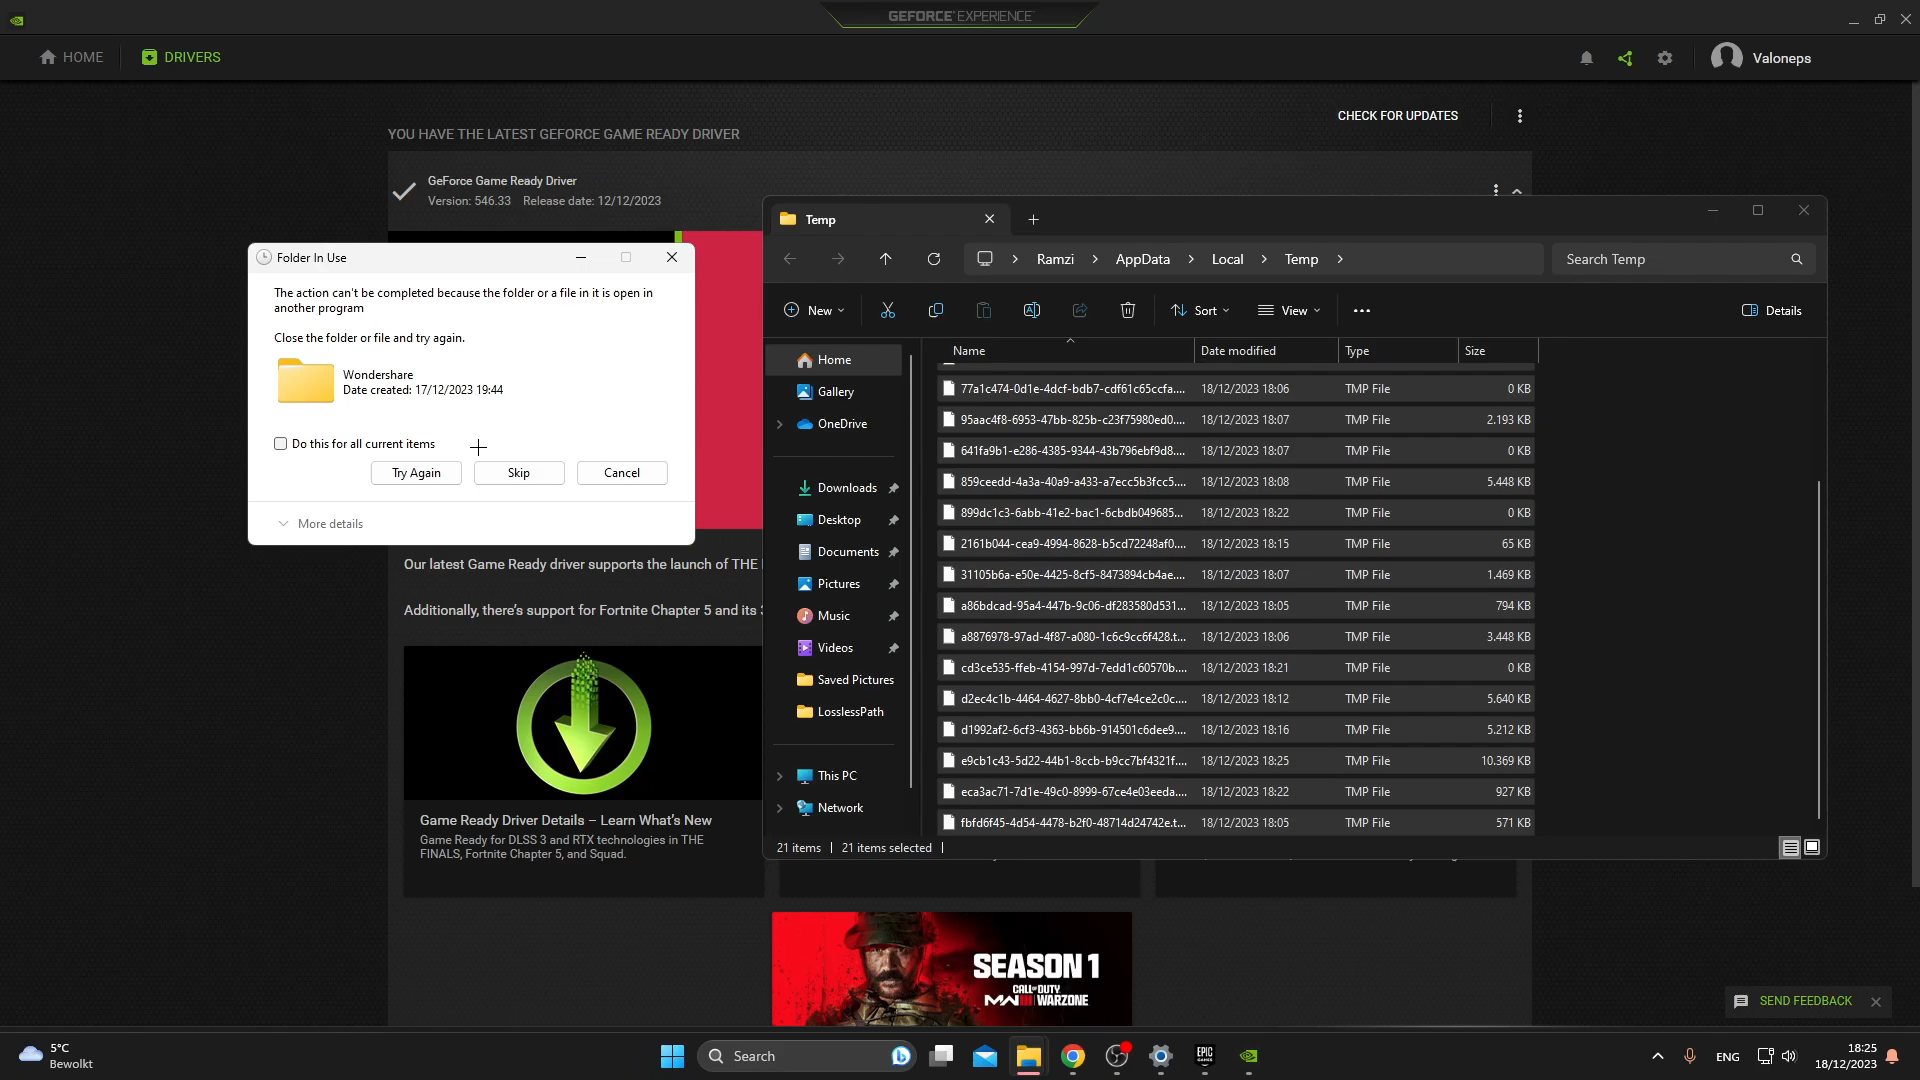 GEFORCE EXPERIENCE
HOME
DRIVERS
Valoneps
CHECK FOR UPDATES
YOU HAVE THE LATEST GEFORCE GAME READY DRIVER
GeForce Game Ready Driver
Version: 546.33 Release date: 12/12/2023
Folder In Use
The action can't be completed because the folder or a file in it is open in
another program
Close the folder or file and try again.
Wondershare
Date created: 17/12/2023 19:44
Do this for all current items
Try Again
Skip
Cancel
More details
Temp
Ramzi
AppData
Local
Temp
Search Temp
New
Sort
View
Details
Home
Gallery
OneDrive
Downloads
Desktop
Documents
Pictures
Music
Videos
Saved Pictures
LosslessPath
This PC
Network
Name Date modified Type Size
77a1c474-0d1e-4dcf-bdb7-cdf61c65ccfa.... 18/12/2023 18:06 TMP File 0 KB
95aac4f8-6953-47bb-825b-c23f75980ed0.... 18/12/2023 18:07 TMP File 2.193 KB
641fa9b1-e286-4385-9344-43b796ebf9d8.... 18/12/2023 18:07 TMP File 0 KB
859ceedd-4a3a-40a9-a433-a7ecc5b3fcc5.... 18/12/2023 18:08 TMP File 5.448 KB
899dc1c3-6abb-41e2-bac1-6cbdb049685... 18/12/2023 18:22 TMP File 0 KB
2161b044-cea9-4994-8628-b5cd72248af0.... 18/12/2023 18:15 TMP File 65 KB
31105b6a-e50e-4425-8cf5-8473894cb4ae.... 18/12/2023 18:07 TMP File 1.469 KB
a86bdcad-95a4-447b-9c06-df283580d531... 18/12/2023 18:05 TMP File 794 KB
a8876978-97ad-4f87-a080-1c6c9cc6f428.t... 18/12/2023 18:06 TMP File 3.448 KB
cd3ce535-ffeb-4154-997d-7edd1c60570b.... 18/12/2023 18:21 TMP File 0 KB
d2ec4c1b-4464-4627-8bb0-4cf7e4ce2c0c.... 18/12/2023 18:12 TMP File 5.640 KB
d1992af2-6cf3-4363-bb6b-914501c6dee9.... 18/12/2023 18:16 TMP File 5.212 KB
e9cb1c43-5d22-44b1-8ccb-b9cc7bf4321f.... 18/12/2023 18:25 TMP File 10.369 KB
eca3ac71-7d1e-49c0-8999-67ce4e03eeda.... 18/12/2023 18:22 TMP File 927 KB
fbfd6f45-4d54-4478-b2f0-48714d24742e.t... 18/12/2023 18:05 TMP File 571 KB
21 items 21 items selected
Our latest Game Ready driver supports the launch of THE
Additionally, there's support for Fortnite Chapter 5 and its
Game Ready Driver Details – Learn What's New
Game Ready for DLSS 3 and RTX technologies in THE
FINALS, Fortnite Chapter 5, and Squad.
SEASON 1
CALL OF DUTY
MWIII WARZONE
SEND FEEDBACK
5°C
Bewolkt
Search
EPIC
GAMES
ENG
18:25
18/12/2023